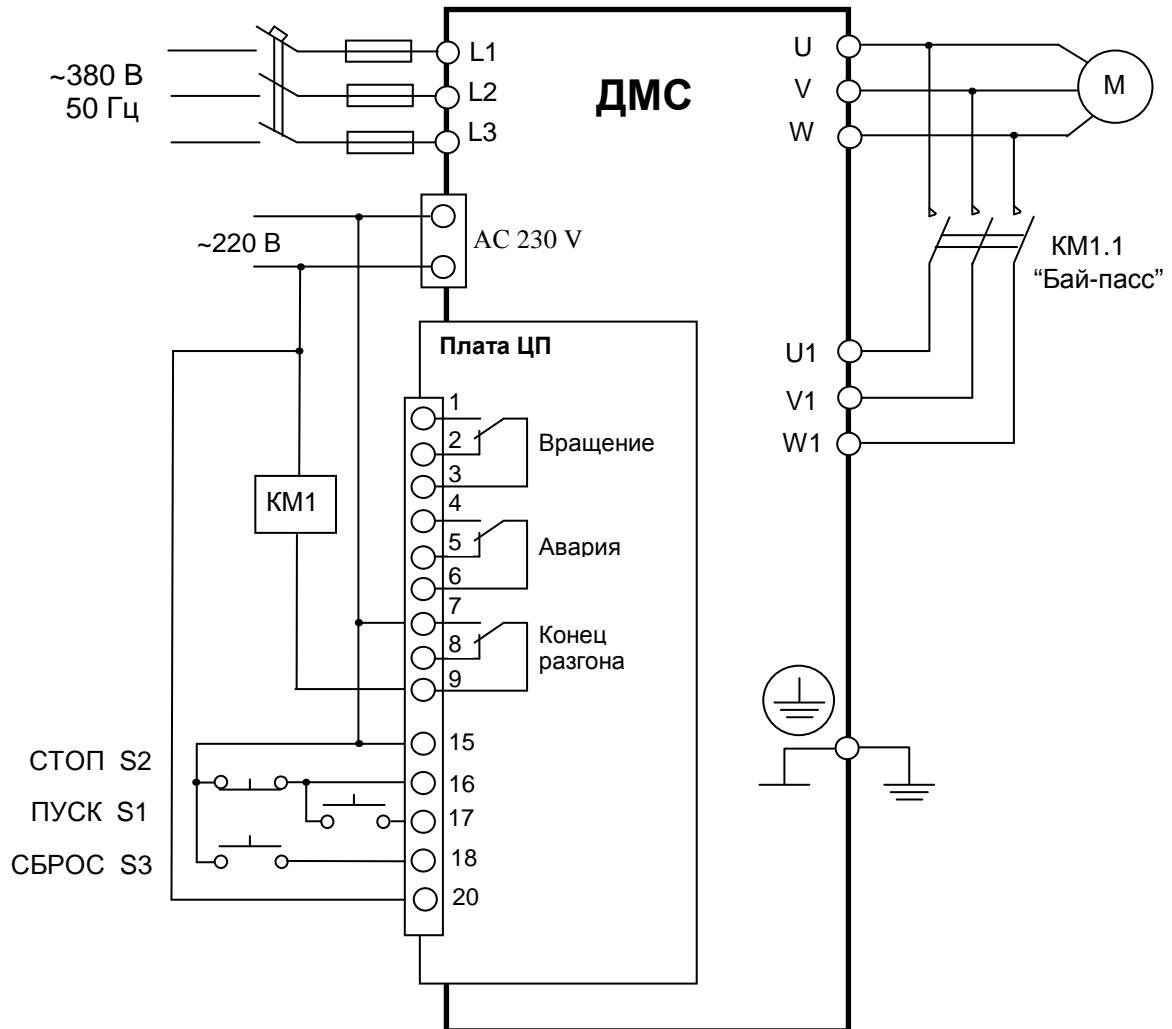 ~380 В
50 Гц
L1
L2
L3
ДМС
U
V
W
М
~220 В
AC 230 V
КМ1.1
“Бай-пасс”
U1
V1
W1
Плата ЦП
1
2
3
Вращение
4
5
6
Авария
7
8
9
Конец
разгона
КМ1
15
16
17
18
20
СТОП S2
ПУСК S1
СБРОС S3